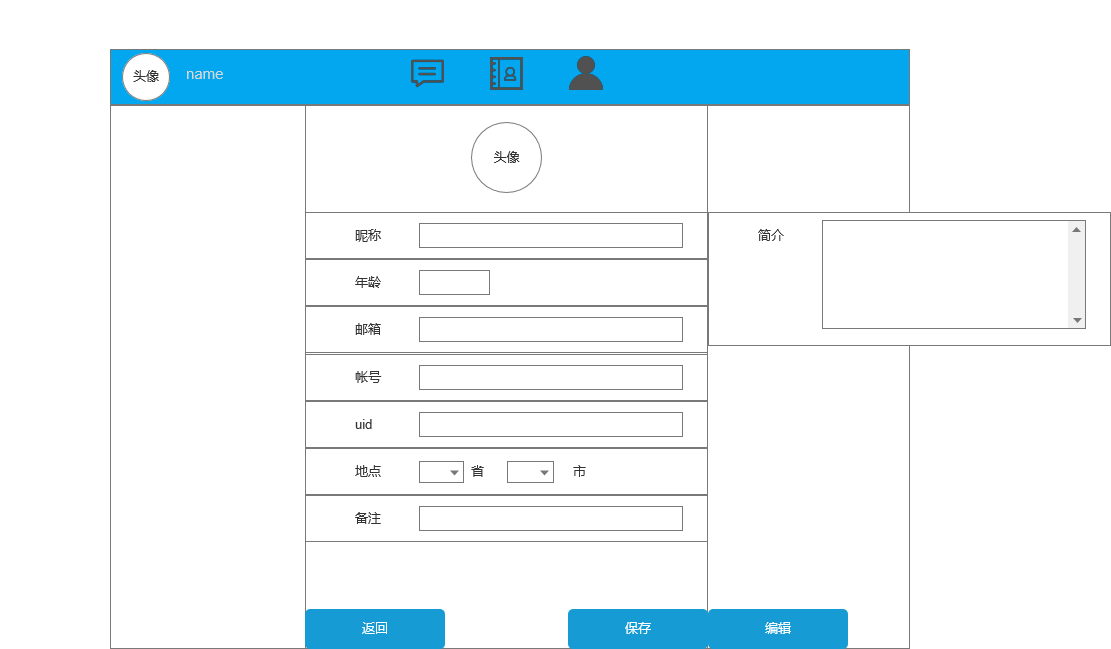 头像
name
头像
昵称
简介
年龄
邮箱
帐号
uid
地点 省 市
备注
返回
保存
编辑